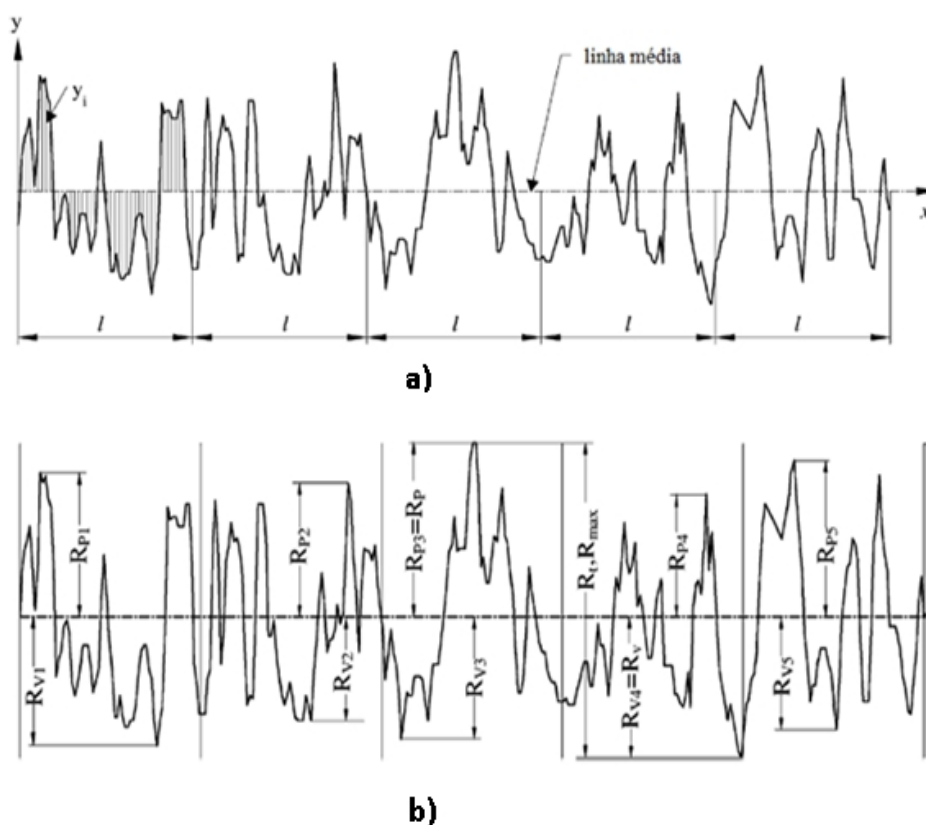 y
linha média
y_i
x
l l l l l
a)
R_P1
R_P2
R_P3=R_P
R_t,R_max
R_P4
R_P5
R_V1
R_V2
R_V3
R_V4=R_v
R_V5
b)